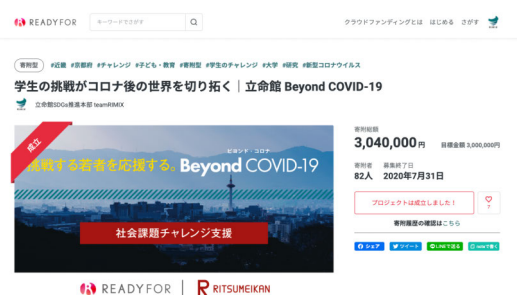 READYFOR
キーワードでさがす
クラウドファンディングとは はじめる さがす
寄附型 #近畿 #京都府 #チャレンジ #子ども・教育 #寄附型 #学生のチャレンジ #大学 #研究 #新型コロナウイルス
学生の挑戦がコロナ後の世界を切り拓く｜立命館 Beyond COVID-19
立命館SDGs推進本部 teamRIMIX
成立
挑戦する若者を応援する。
ビヨンド・コロナ
Beyond COVID-19
社会課題チャレンジ支援
READYFOR | RITSUMEIKAN
寄附総額
3,040,000円 目標金額 3,000,000円
寄附者 募集終了日
82人 2020年7月31日
プロジェクトは成立しました！
寄附履歴の確認はこちら
シェア ツイート LINEで送る noteで書く